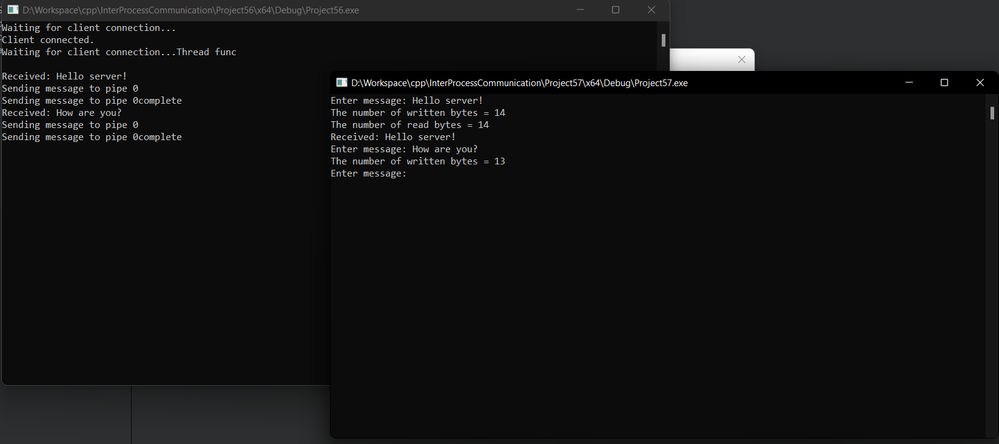 D:\Workspace\cpp\InterProcessCommunication\Project56\x64\Debug\Project56.exe
Waiting for client connection...
Client connected.
Waiting for client connection...Thread func
Received: Hello server!
Sending message to pipe 0
Sending message to pipe 0complete
Received: How are you?
Sending message to pipe 0
Sending message to pipe 0complete
D:\Workspace\cpp\InterProcessCommunication\Project57\x64\Debug\Project57.exe
Enter message: Hello server!
The number of written bytes = 14
The number of read bytes = 14
Received: Hello server!
Enter message: How are you?
The number of written bytes = 13
Enter message: